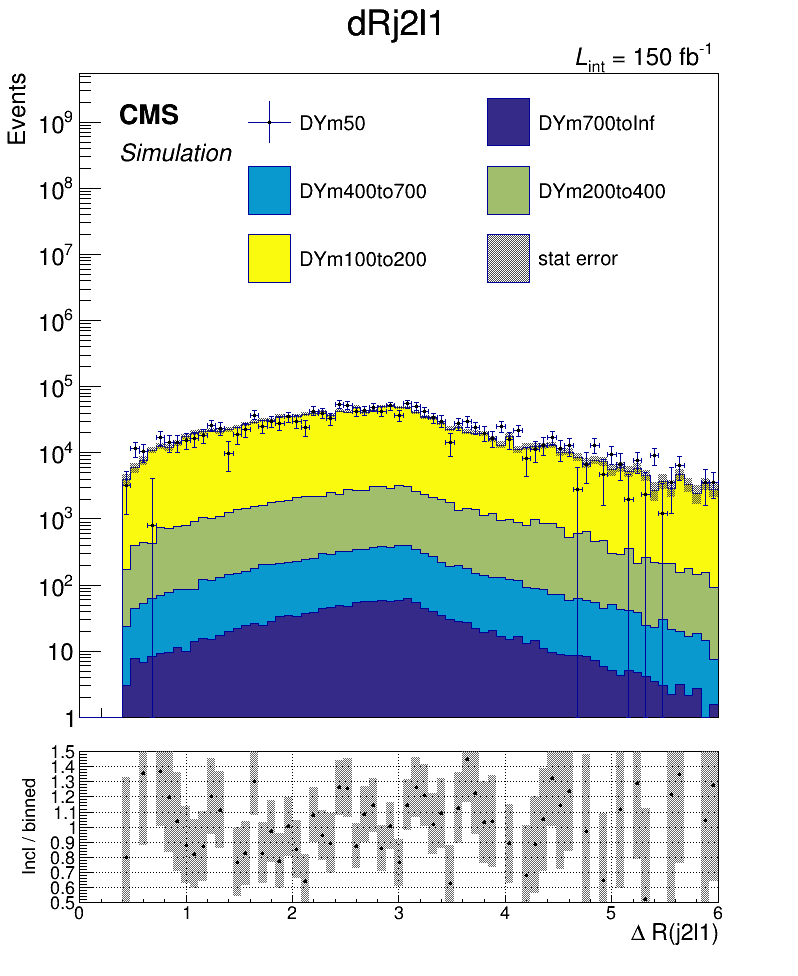 dRj2l1
L_int = 150 fb^-1
Events
CMS
Simulation
DYm50
DYm700toInf
DYm400to700
DYm200to400
DYm100to200
stat error
10^9
10^8
10^7
10^6
10^5
10^4
10^3
10^2
10
1
Incl / binned
1.5
1.4
1.3
1.2
1.1
1
0.9
0.8
0.7
0.6
0.5
0 1 2 3 4 5 6
Δ R(j2l1)